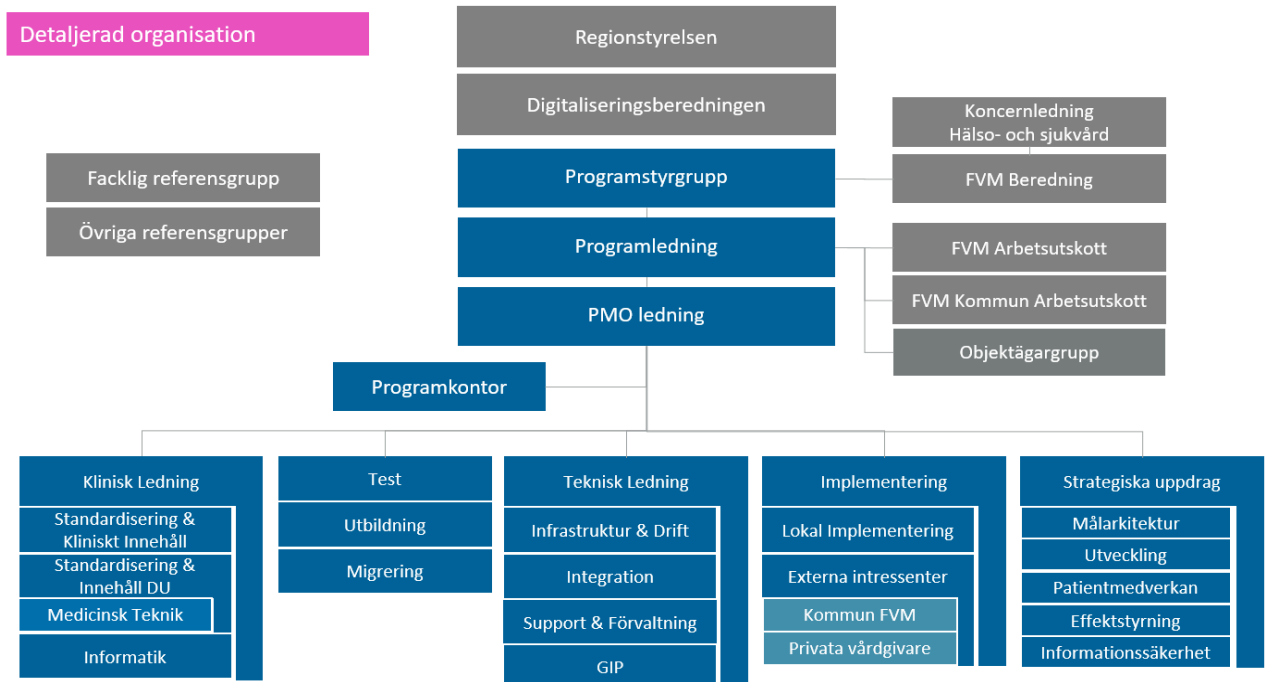 Detaljerad organisation
Regionstyrelsen
Digitaliseringsberedningen
Koncernledning
Hälso- och sjukvård
Facklig referensgrupp
Programstyrgrupp
FVM Beredning
Övriga referensgrupper
Programledning
FVM Arbetsutskott
PMO ledning
FVM Kommun Arbetsutskott
Objektägargrupp
Programkontor
Klinisk Ledning
Standardisering &
Kliniskt Innehåll
Standardisering &
Innehåll DU
Medicinsk Teknik
Informatik
Test
Utbildning
Migrering
Teknisk Ledning
Infrastruktur & Drift
Integration
Support & Förvaltning
GIP
Implementering
Lokal Implementering
Externa intressenter
Kommun FVM
Privata vårdgivare
Strategiska uppdrag
Målarkitektur
Utveckling
Patientmedverkan
Effektstyrning
Informationssäkerhet